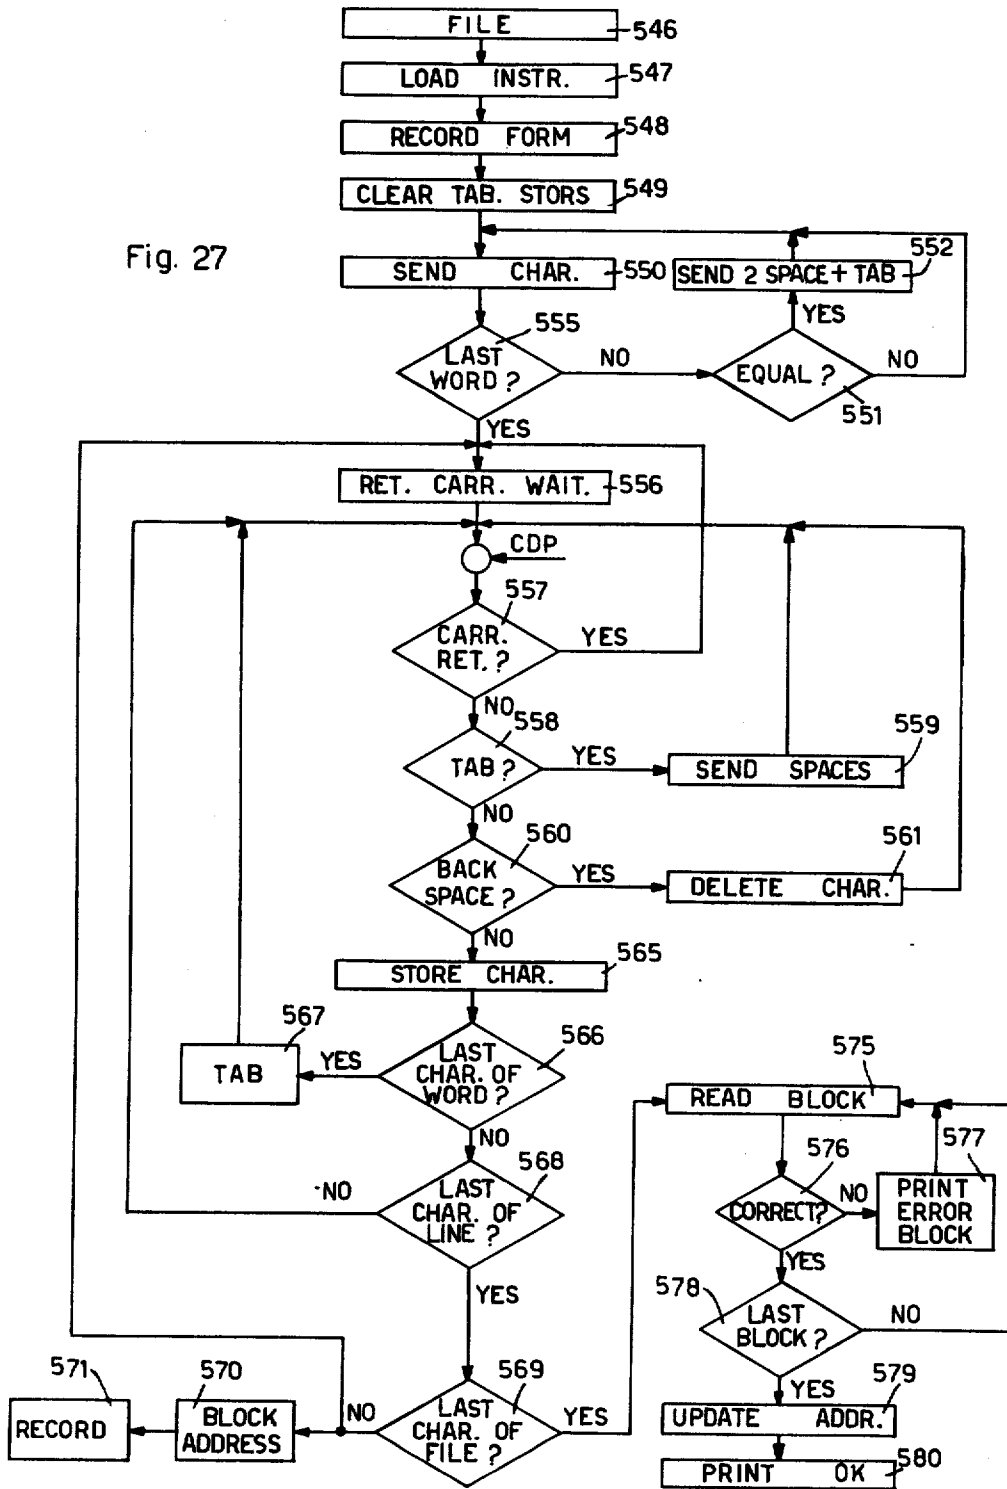 FILE
546
LOAD INSTR.
547
RECORD FORM
548
CLEAR TAB. STORS
549
Fig. 27
SEND CHAR.
550
SEND 2 SPACE + TAB
552
YES
555
LAST
WORD ?
NO
EQUAL ?
NO
551
YES
RET. CARR. WAIT.
556
CDP
557
CARR.
RET. ?
YES
NO
558
TAB ?
YES
SEND SPACES
559
NO
560
BACK
SPACE ?
YES
DELETE CHAR.
561
NO
STORE CHAR.
565
567
TAB
YES
LAST
CHAR. OF
WORD ?
566
NO
NO
LAST
CHAR. OF
LINE ?
568
YES
571
RECORD
570
BLOCK
ADDRESS
NO
LAST
CHAR. OF
FILE ?
569
YES
READ BLOCK
575
576
CORRECT?
NO
577
PRINT
ERROR
BLOCK
YES
578
LAST
BLOCK ?
NO
YES
UPDATE ADDR.
579
PRINT OK
580